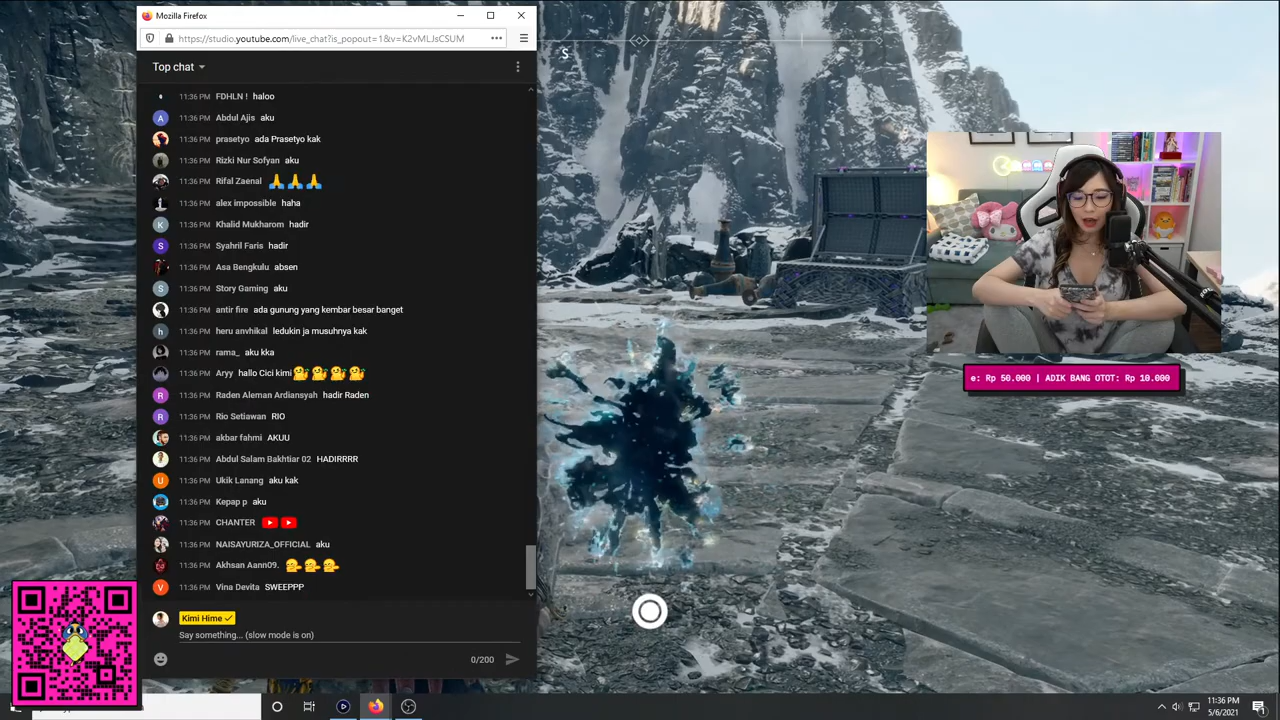 Mozilla Firefox
https://studio.youtube.com/live_chat?is_popout=1&v=K2vMLJsCSUM
Top chat
11:36 PM FDHLN ! haloo
A 11:36 PM Abdul Ajis aku
11:36 PM prasetyo ada Prasetyo kak
11:36 PM Rizki Nur Sofyan aku
11:36 PM Rifal Zaenal 🙏🙏🙏
11:36 PM alex impossible haha
K 11:36 PM Khalid Mukharom hadir
S 11:36 PM Syahril Faris hadir
11:36 PM Asa Bengkulu absen
S 11:36 PM Story Gaming aku
11:36 PM antir fire ada gunung yang kembar besar banget
h 11:36 PM heru anvhikal ledukin ja musuhnya kak
11:36 PM rama_ aku kka
11:36 PM Aryy hallo Cici kimi
R 11:36 PM Raden Aleman Ardiansyah hadir Raden
R 11:36 PM Rio Setiawan RIO
11:36 PM akbar fahmi AKUU
11:36 PM Abdul Salam Bakhtiar 02 HADIRRRR
U 11:36 PM Ukik Lanang aku kak
11:36 PM Kepap p aku
11:36 PM CHANTER
11:36 PM NAISAYURIZA_OFFICIAL aku
11:36 PM Akhsan Aann09.
V 11:36 PM Vina Devita SWEEPPP
Kimi Hime
Say something... (slow mode is on)
0/200
S
e: Rp 50.000 | ADIK BANG OTOT: Rp 10.000
11:36 PM
5/6/2021
1